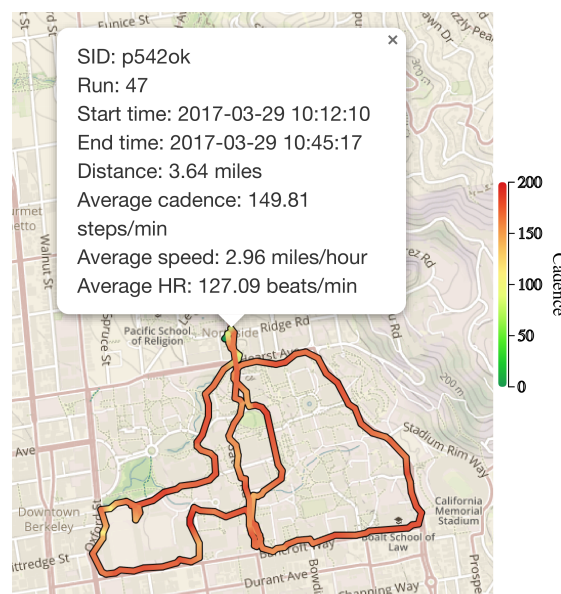 Eunice St
SID: p542ok
Run: 47
Start time: 2017-03-29 10:12:10
End time: 2017-03-29 10:45:17
Distance: 3.64 miles
Average cadence: 149.81
steps/min
Average speed: 2.96 miles/hour
Average HR: 127.09 beats/min
×
300 m
Walnut St
Spruce St
Pacific School
of Religion
Ridge Rd
Hearst Ave
200 m
Stadium Rim Way
Ave
Downtown
Berkeley
Oxford St
California
Memorial
Stadium
Boalt School of
Law
Bancroft Way
Durant Ave
Channing Way
200
150
100
50
0
Cadence